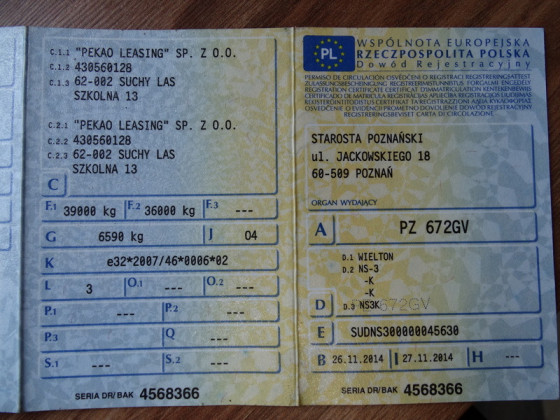 C.1.1 "PEKAO LEASING" SP. Z O.O.
C.1.2 430560128
C.1.3 62-002 SUCHY LAS
SZKOLNA 13
C.2.1 "PEKAO LEASING" SP. Z O.O.
C.2.2 430560128
C.2.3 62-002 SUCHY LAS
SZKOLNA 13
C
F.1 39000 kg F.2 36000 kg F.3 ---
G 6590 kg J 04
K e32*2007/46*0006*02
L 3 O.1 --- O.2 ---
P.1 --- P.2 ---
P.3 --- Q ---
S.1 --- S.2 ---
SERIA DR/BAK 4568366
PL
WSPÓLNOTA EUROPEJSKA
RZECZPOSPOLITA POLSKA
Dowód Rejestracyjny
STAROSTA POZNAŃSKI
ul. JACKOWSKIEGO 18
60-509 POZNAŃ
ORGAN WYDAJĄCY
A PZ 672GV
D.1 WIELTON
D.2 NS-3
-K
-K
D D.3 NS3K 672GV
E SUDNS300000045630
B 26.11.2014 I 27.11.2014 H ---
SERIA DR/BAK 4568366